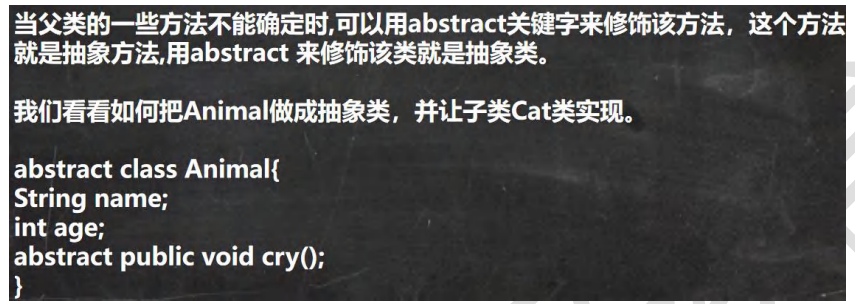 当父类的一些方法不能确定时,可以用abstract关键字来修饰该方法，这个方法
就是抽象方法,用abstract 来修饰该类就是抽象类。
我们看看如何把Animal做成抽象类，并让子类Cat类实现。
abstract class Animal{
String name;
int age;
abstract public void cry();
}